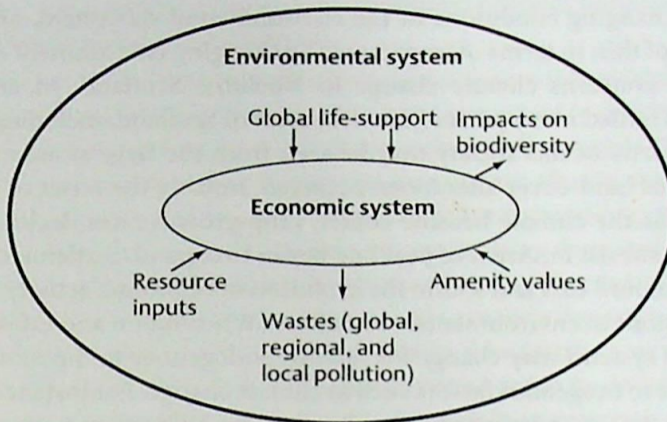 Environmental system
Global life-support
Impacts on
biodiversity
Economic system
Resource
inputs
Amenity values
Wastes (global,
regional, and
local pollution)